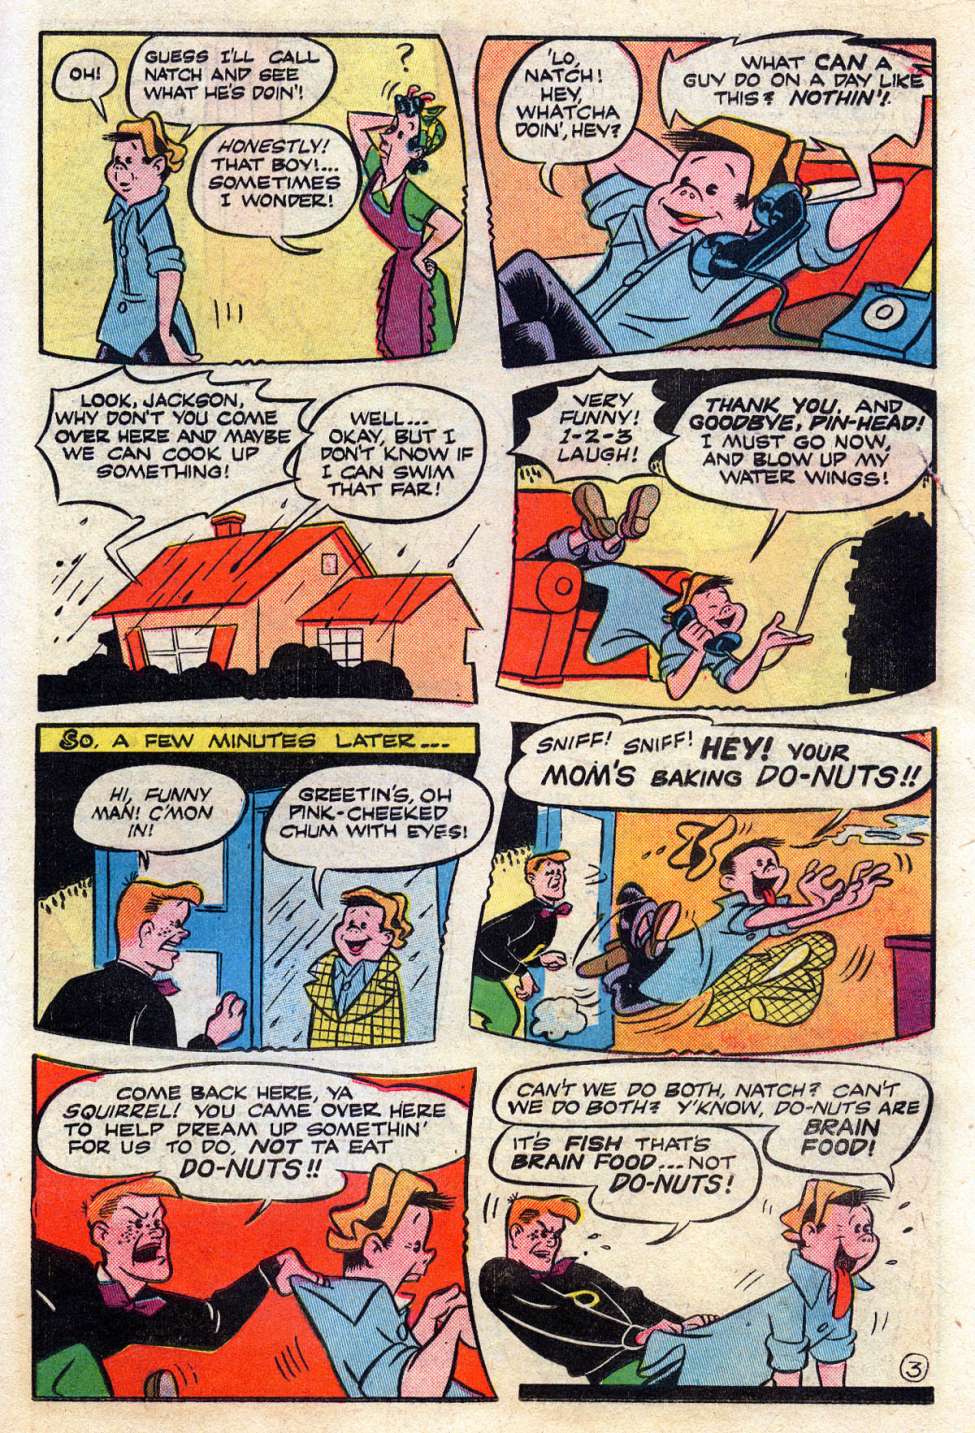 OH!
GUESS I'LL CALL
NATCH AND SEE
WHAT HE'S DOIN'!
?
HONESTLY!
THAT BOY!...
SOMETIMES
I WONDER!
'LO,
NATCH!
HEY,
WHATCHA
DOIN', HEY?
WHAT CAN A
GUY DO ON A DAY LIKE
THIS? NOTHIN'!
LOOK, JACKSON,
WHY DON'T YOU COME
OVER HERE AND MAYBE
WE CAN COOK UP
SOMETHING!
WELL...
OKAY, BUT I
DON'T KNOW IF
I CAN SWIM
THAT FAR!
VERY
FUNNY!
1-2-3
LAUGH!
THANK YOU, AND
GOODBYE, PIN-HEAD!
I MUST GO NOW,
AND BLOW UP MY
WATER WINGS!
SO, A FEW MINUTES LATER...
HI, FUNNY
MAN! C'MON
IN!
GREETIN'S, OH
PINK-CHEEKED
CHUM WITH EYES!
SNIFF! SNIFF! HEY! YOUR
MOM'S BAKING DO-NUTS!!
COME BACK HERE, YA
SQUIRREL! YOU CAME OVER HERE
TO HELP DREAM UP SOMETHIN'
FOR US TO DO, NOT TA EAT
DO-NUTS!!
CAN'T WE DO BOTH, NATCH? CAN'T
WE DO BOTH? Y'KNOW, DO-NUTS ARE
BRAIN
FOOD!
IT'S FISH THAT'S
BRAIN FOOD... NOT
DO-NUTS!
3